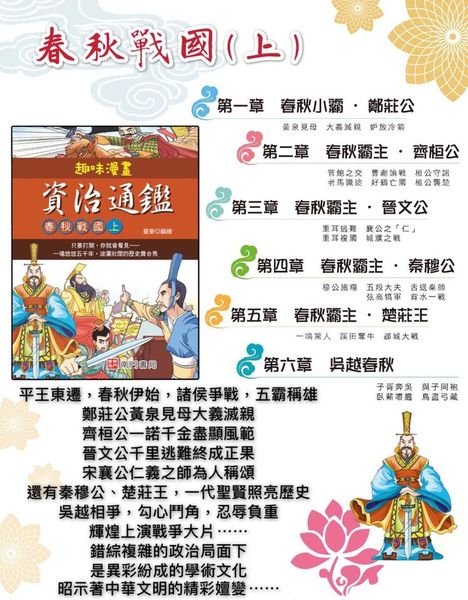 春秋戰國(上)
第一章 春秋小霸·鄭莊公
黃泉見母 大義滅親 妒放冷箭
第二章 春秋霸主·齊桓公
管鮑之交 曹劌論戰 桓公守諾
老馬識途 好鶴亡國 桓公襲楚
第三章 春秋霸主·晉文公
重耳逃難 襄公之「仁」
重耳複國 城濮之戰
第四章 春秋霸主·秦穆公
穆公施糧 五羖大夫 舌退秦師
弦高犒軍 背水一戰
第五章 春秋霸主·楚莊王
一鳴驚人 蹊田奪牛 邲城大戰
第六章 吳越春秋
子胥奔吳 與子同袍
臥薪嚐膽 鳥盡弓藏
趣味漫畫
資治通鑑
春秋戰國 上
只要打開,你就會看見──
一場悠悠五千年,波瀾壯闊的歷史舞台秀
南門書局
平王東遷,春秋伊始,諸侯爭戰,五霸稱雄
鄭莊公黃泉見母大義滅親
齊桓公一諾千金盡顯風範
晉文公千里逃難終成正果
宋襄公仁義之師為人稱頌
還有秦穆公、楚莊王,一代聖賢照亮歷史
吳越相爭,勾心鬥角,忍辱負重
輝煌上演戰爭大片……
錯綜複雜的政治局面下
是異彩紛成的學術文化
昭示著中華文明的精彩嬗變……